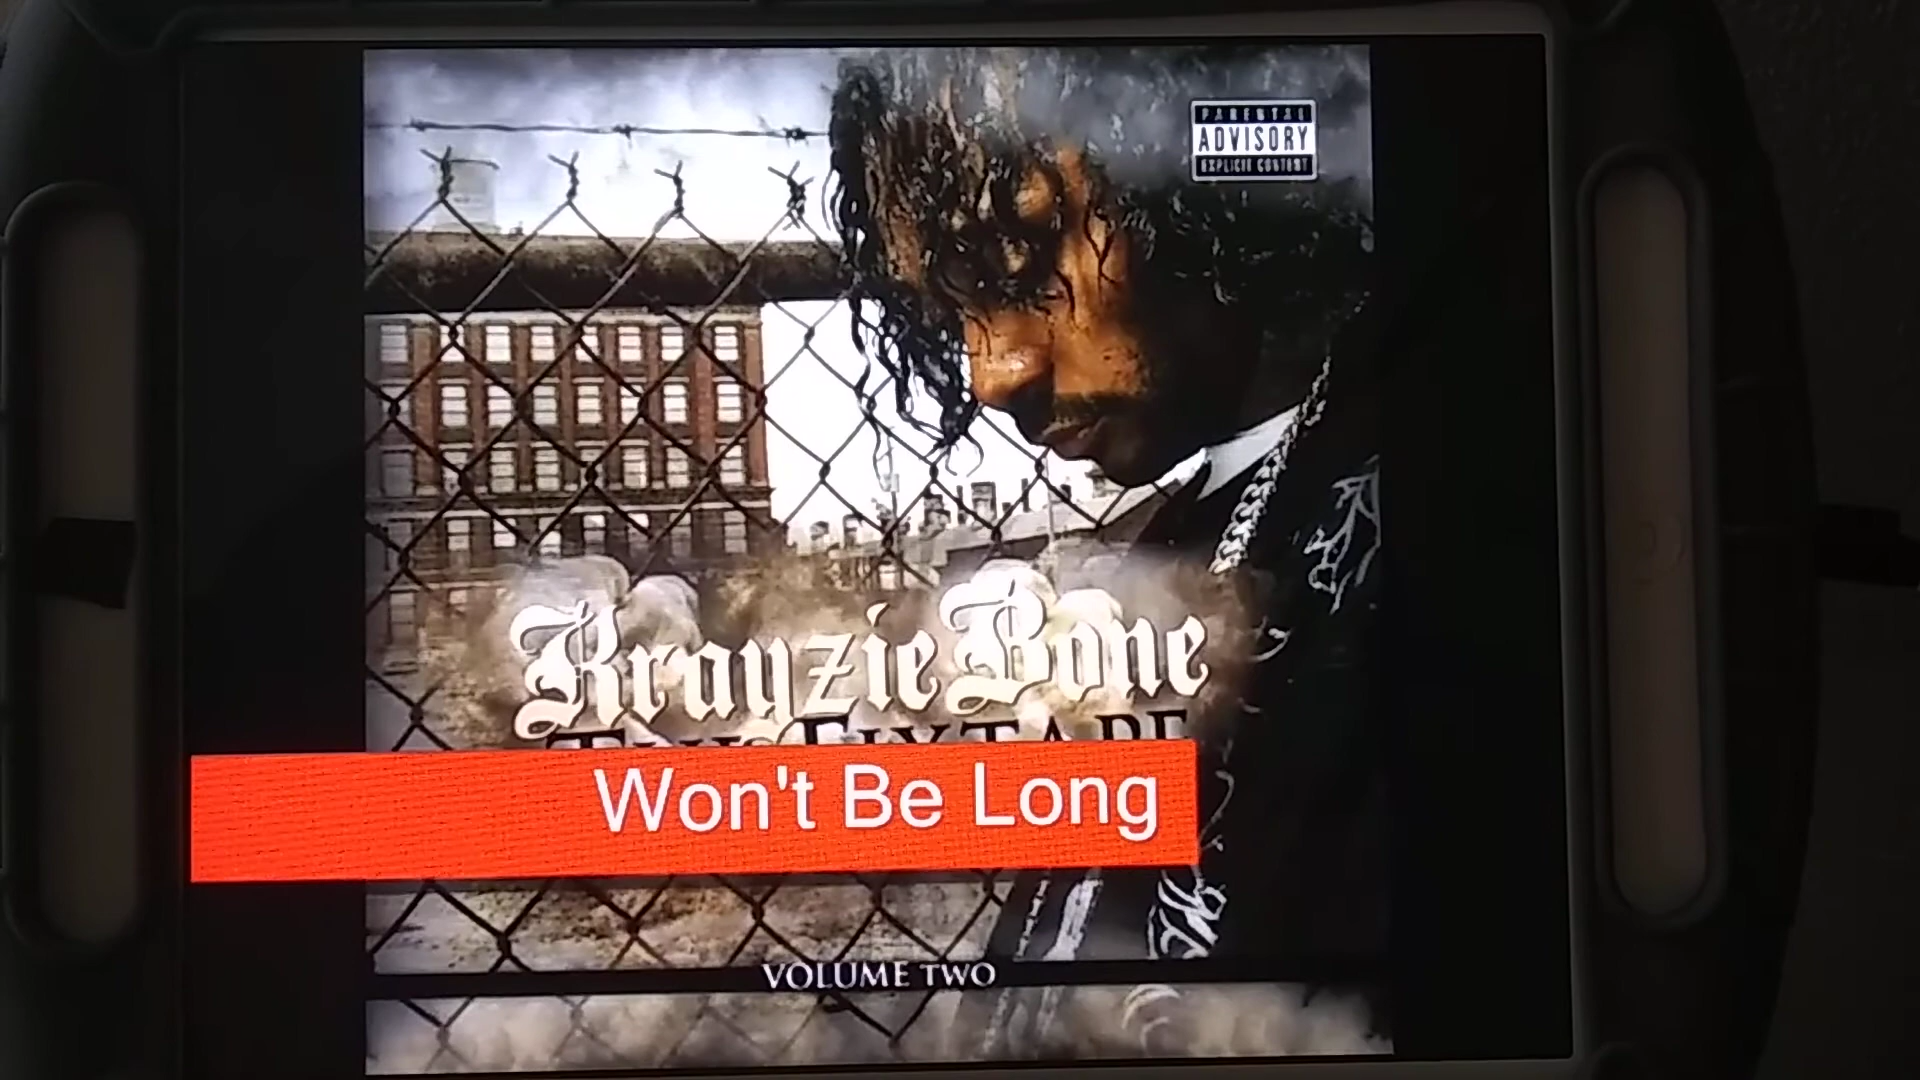 PARENTAL
ADVISORY
EXPLICIT CONTENT
Krayzie Bone
Won't Be Long
VOLUME TWO